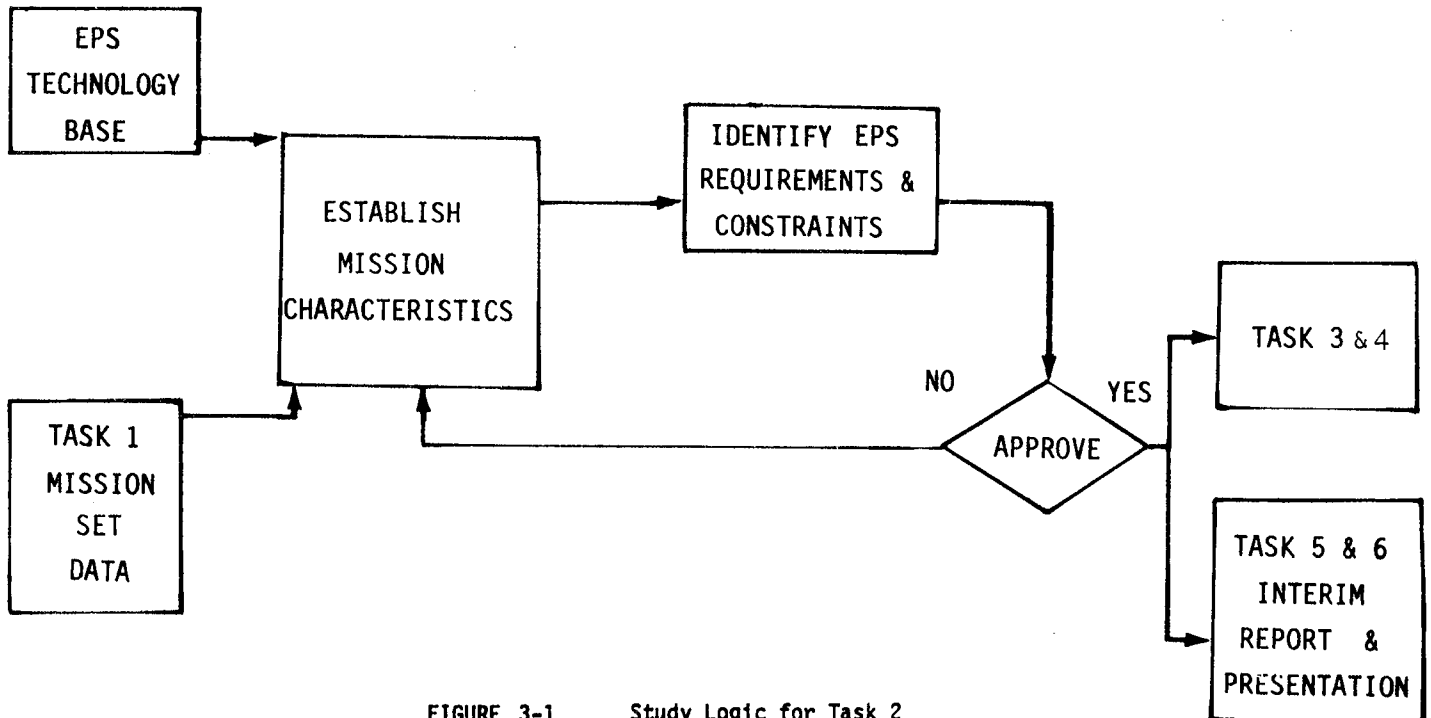 EPS
TECHNOLOGY
BASE
ESTABLISH
MISSION
CHARACTERISTICS
IDENTIFY EPS
REQUIREMENTS &
CONSTRAINTS
TASK 1
MISSION
SET
DATA
NO
APPROVE
YES
TASK 3 & 4
TASK 5 & 6
INTERIM
REPORT &
PRESENTATION
FIGURE 3-1 Study Logic for Task 2